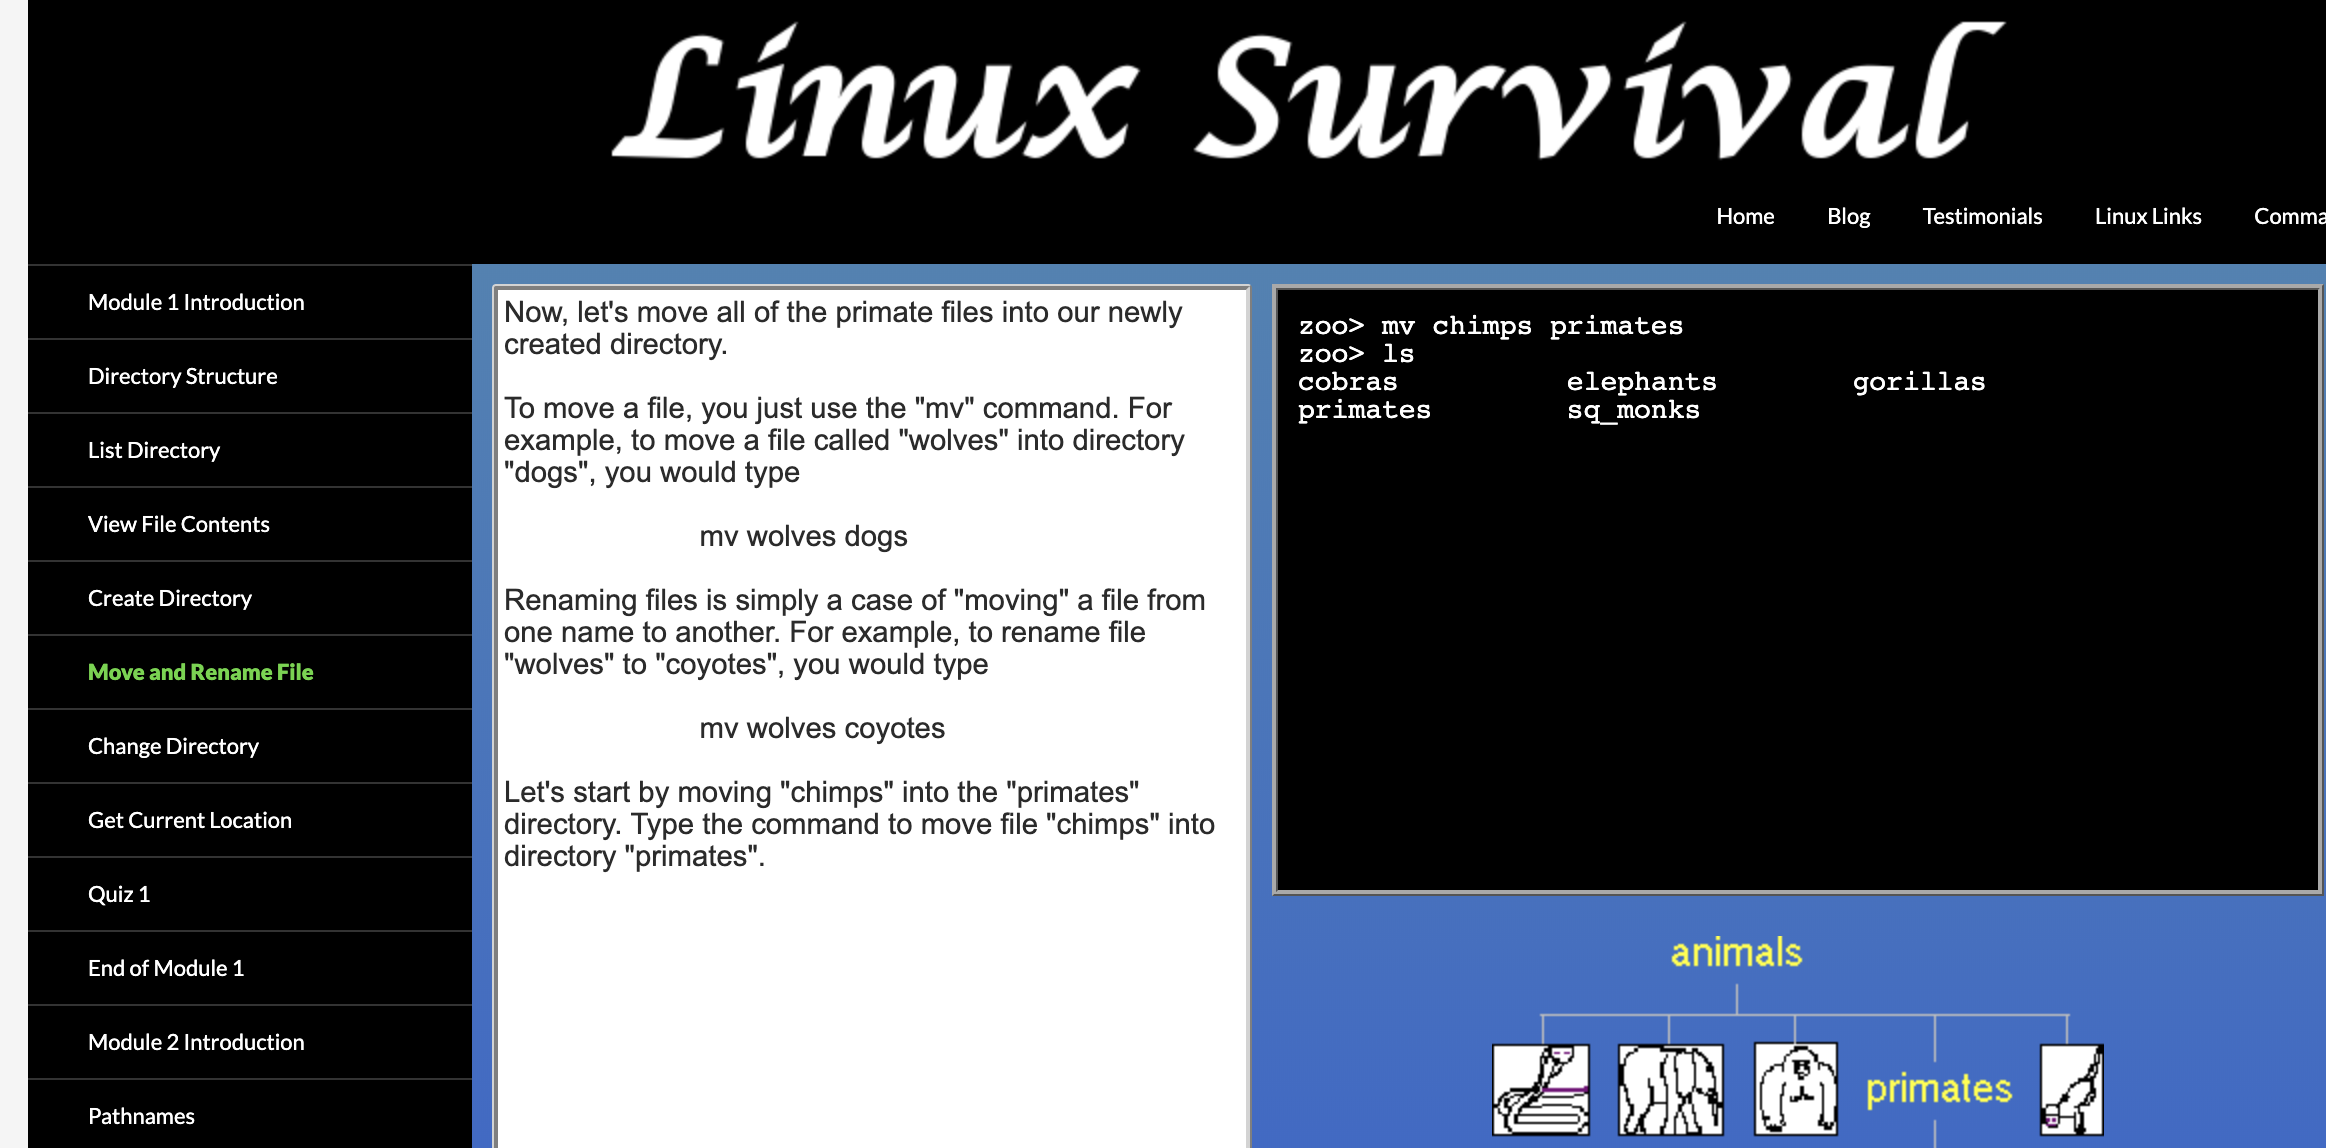 Linux Survival
Home Blog Testimonials Linux Links Comma
Module 1 Introduction
Directory Structure
List Directory
View File Contents
Create Directory
Move and Rename File
Change Directory
Get Current Location
Quiz 1
End of Module 1
Module 2 Introduction
Pathnames
Now, let's move all of the primate files into our newly
created directory.
To move a file, you just use the "mv" command. For
example, to move a file called "wolves" into directory
"dogs", you would type
mv wolves dogs
Renaming files is simply a case of "moving" a file from
one name to another. For example, to rename file
"wolves" to "coyotes", you would type
mv wolves coyotes
Let's start by moving "chimps" into the "primates"
directory. Type the command to move file "chimps" into
directory "primates".
zoo> mv chimps primates
zoo> ls
cobras elephants gorillas
primates sq_monks
animals
primates